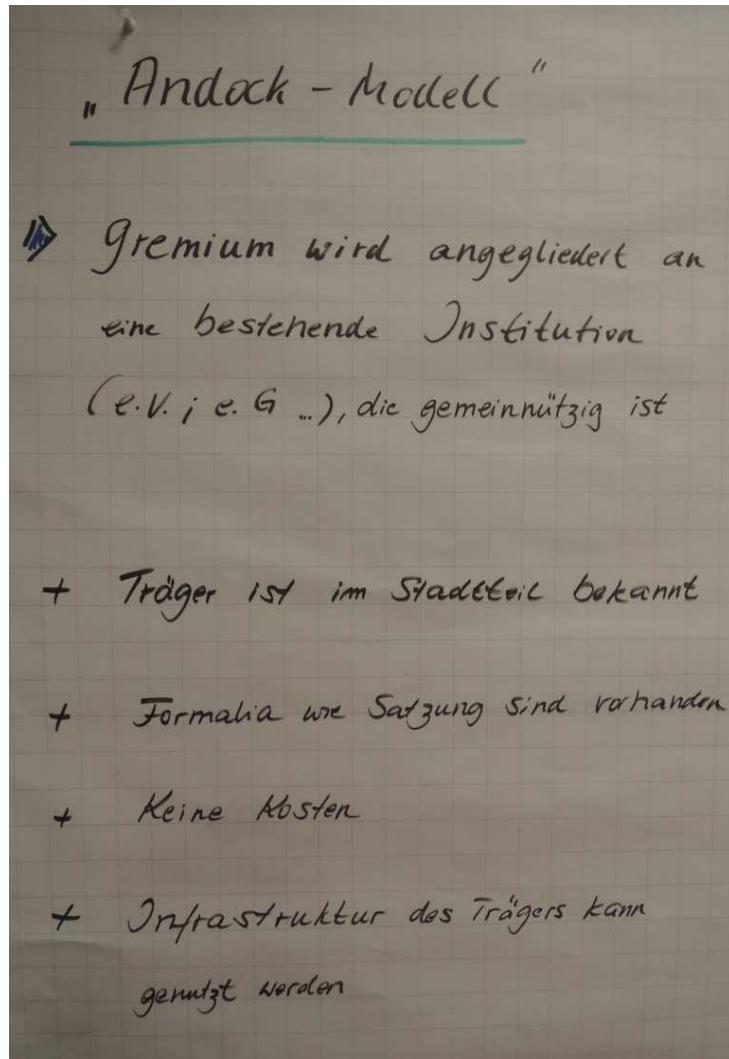 „Andock - Modell“
Gremium wird angegliedert an
eine bestehende Institution
(e.V. ; e. G ...), die gemeinnützig ist
+ Träger ist im Stadtteil bekannt
+ Formalia wie Satzung sind vorhanden
+ Keine Kosten
+ Infrastruktur des Trägers kann
genutzt werden